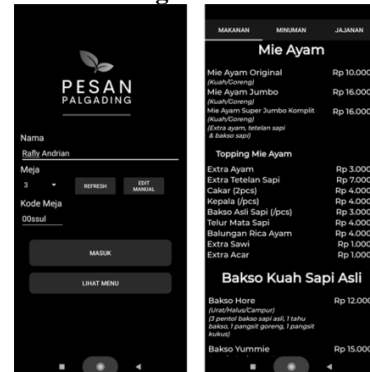 PESAN
PALGADING
Nama
Rafly Andrian
Meja
3
REFRESH
EDIT
MANUAL
Kode Meja
00ssul
MASUK
LIHAT MENU
MAKANAN
MINUMAN
JAJANAN
Mie Ayam
Mie Ayam Original Rp 10.000
(Kuah/Goreng)
Mie Ayam Jumbo Rp 16.000
(Kuah/Goreng)
Mie Ayam Super Jumbo Komplit Rp 16.000
(Kuah/Goreng)
(Extra ayam, tetelan sapi
& bakso sapi)
Topping Mie Ayam
Extra Ayam Rp 3.000
Extra Tetelan Sapi Rp 7.000
Cakar (2pcs) Rp 4.000
Kepala (/pcs) Rp 4.000
Bakso Asli Sapi (/pcs) Rp 3.000
Telur Mata Sapi Rp 4.000
Balungan Rica Ayam Rp 4.000
Extra Sawi Rp 1.000
Extra Acar Rp 1.000
Bakso Kuah Sapi Asli
Bakso Hore Rp 12.000
(Urat/Halus/Campur)
(3 pentol bakso sapi asli, 1 tahu
bakso, 1 pangsit goreng, 1 pangsit
kukus)
Bakso Yummie Rp 15.000